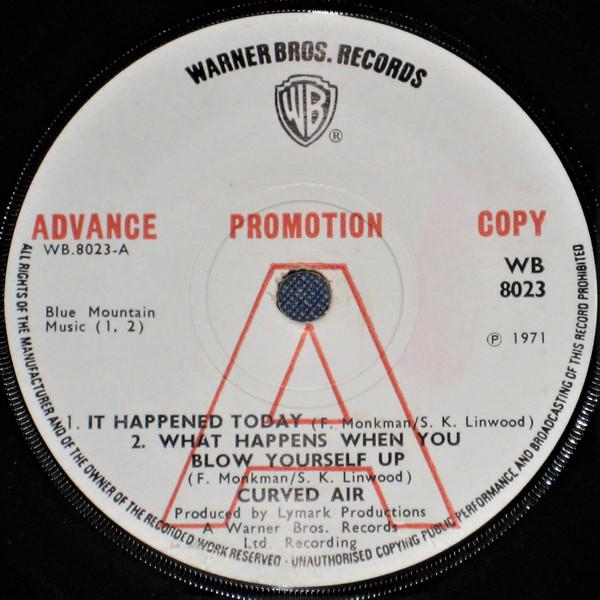 WARNER BROS. RECORDS
WB
®
ADVANCE PROMOTION COPY
WB.8023-A
WB
8023
Blue Mountain
Music (1, 2)
℗ 1971
A
1. IT HAPPENED TODAY (F. Monkman/S. K. Linwood)
2. WHAT HAPPENS WHEN YOU
BLOW YOURSELF UP
(F. Monkman/S. K. Linwood)
CURVED AIR
Produced by Lymark Productions
A Warner Bros. Records
Ltd. Recording
ALL RIGHTS OF THE MANUFACTURER AND OF THE OWNER OF THE RECORDED WORK RESERVED · UNAUTHORISED COPYING PUBLIC PERFORMANCE AND BROADCASTING OF THIS RECORD PROHIBITED